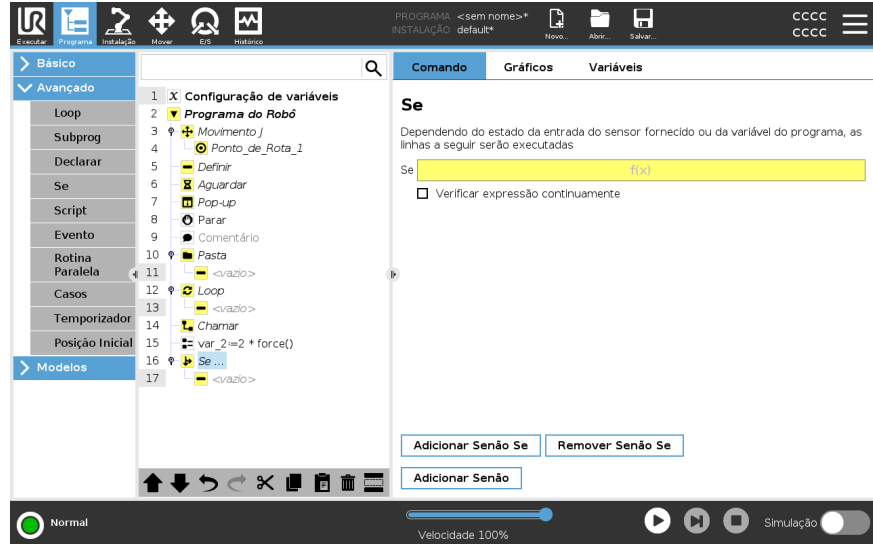 UR
Executar
Programa
Instalação
Mover
E/S
Histórico
PROGRAMA <sem nome>*
INSTALAÇÃO default*
Novo...
Abrir...
Salvar...
CCCC
CCCC
Básico
Avançado
Loop
Subprog
Declarar
Se
Script
Evento
Rotina
Paralela
Casos
Temporizador
Posição Inicial
Modelos
1 X Configuração de variáveis
2 Programa do Robô
3 Movimento J
4 Ponto_de_Rota_1
5 Definir
6 Aguardar
7 Pop-up
8 Parar
9 Comentário
10 Pasta
11 <vazio>
12 Loop
13 <vazio>
14 Chamar
15 var_2:=2 * force()
16 Se ...
17 <vazio>
Comando Gráficos Variáveis
Se
Dependendo do estado da entrada do sensor fornecido ou da variável do programa, as
linhas a seguir serão executadas
Se f(x)
Verificar expressão continuamente
Adicionar Senão Se Remover Senão Se
Adicionar Senão
Normal
Velocidade 100%
Simulação